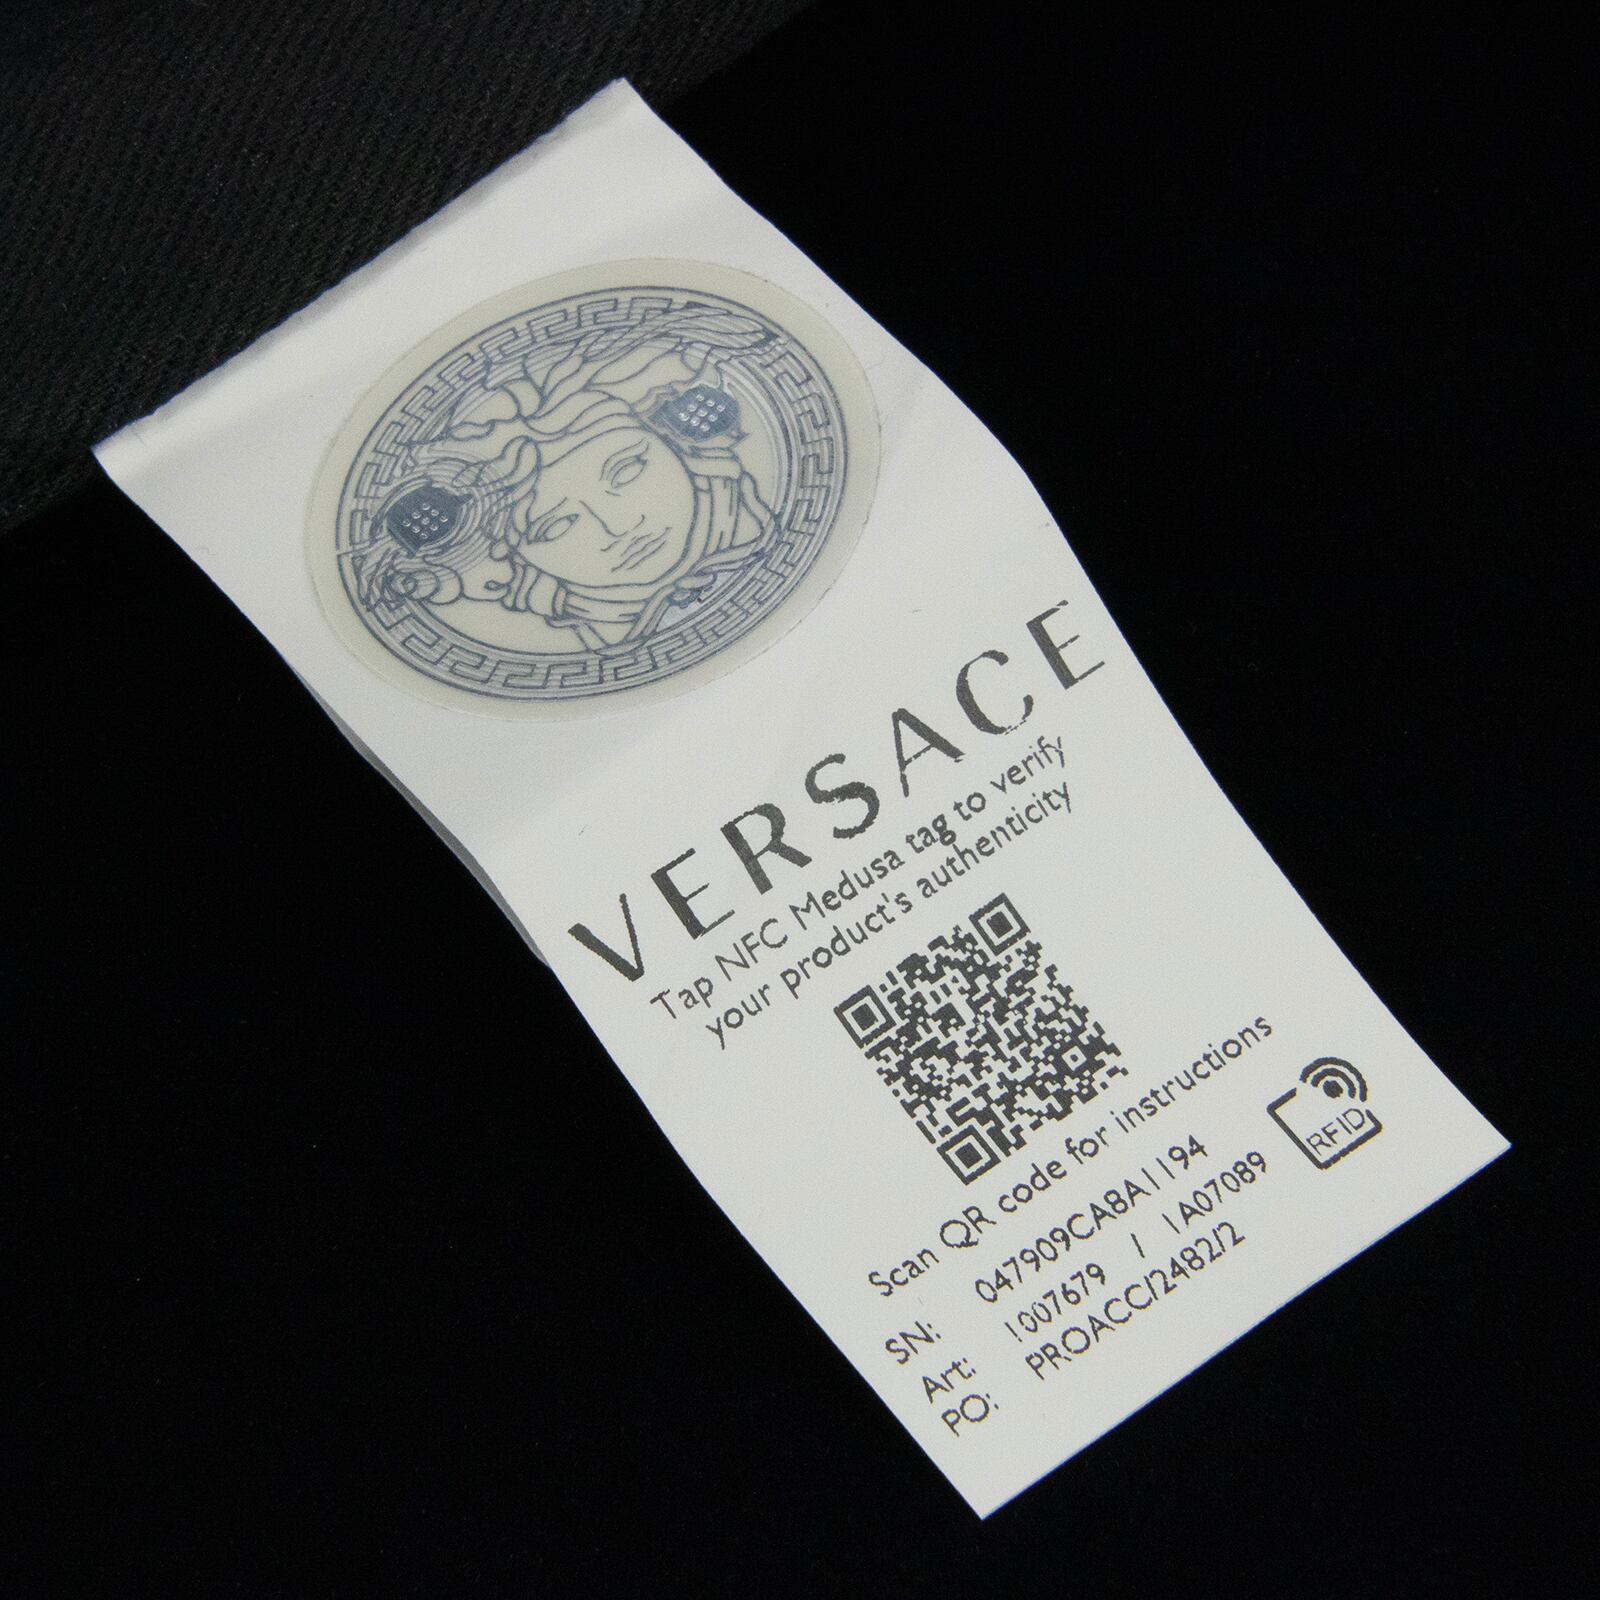 VERSACE
Tap NFC Medusa tag to verify
your product's authenticity
Scan QR code for instructions
RFID
SN: 047909CA8A1194
Art: 1007679 1 1A07089
PO: PROACC/2482/2